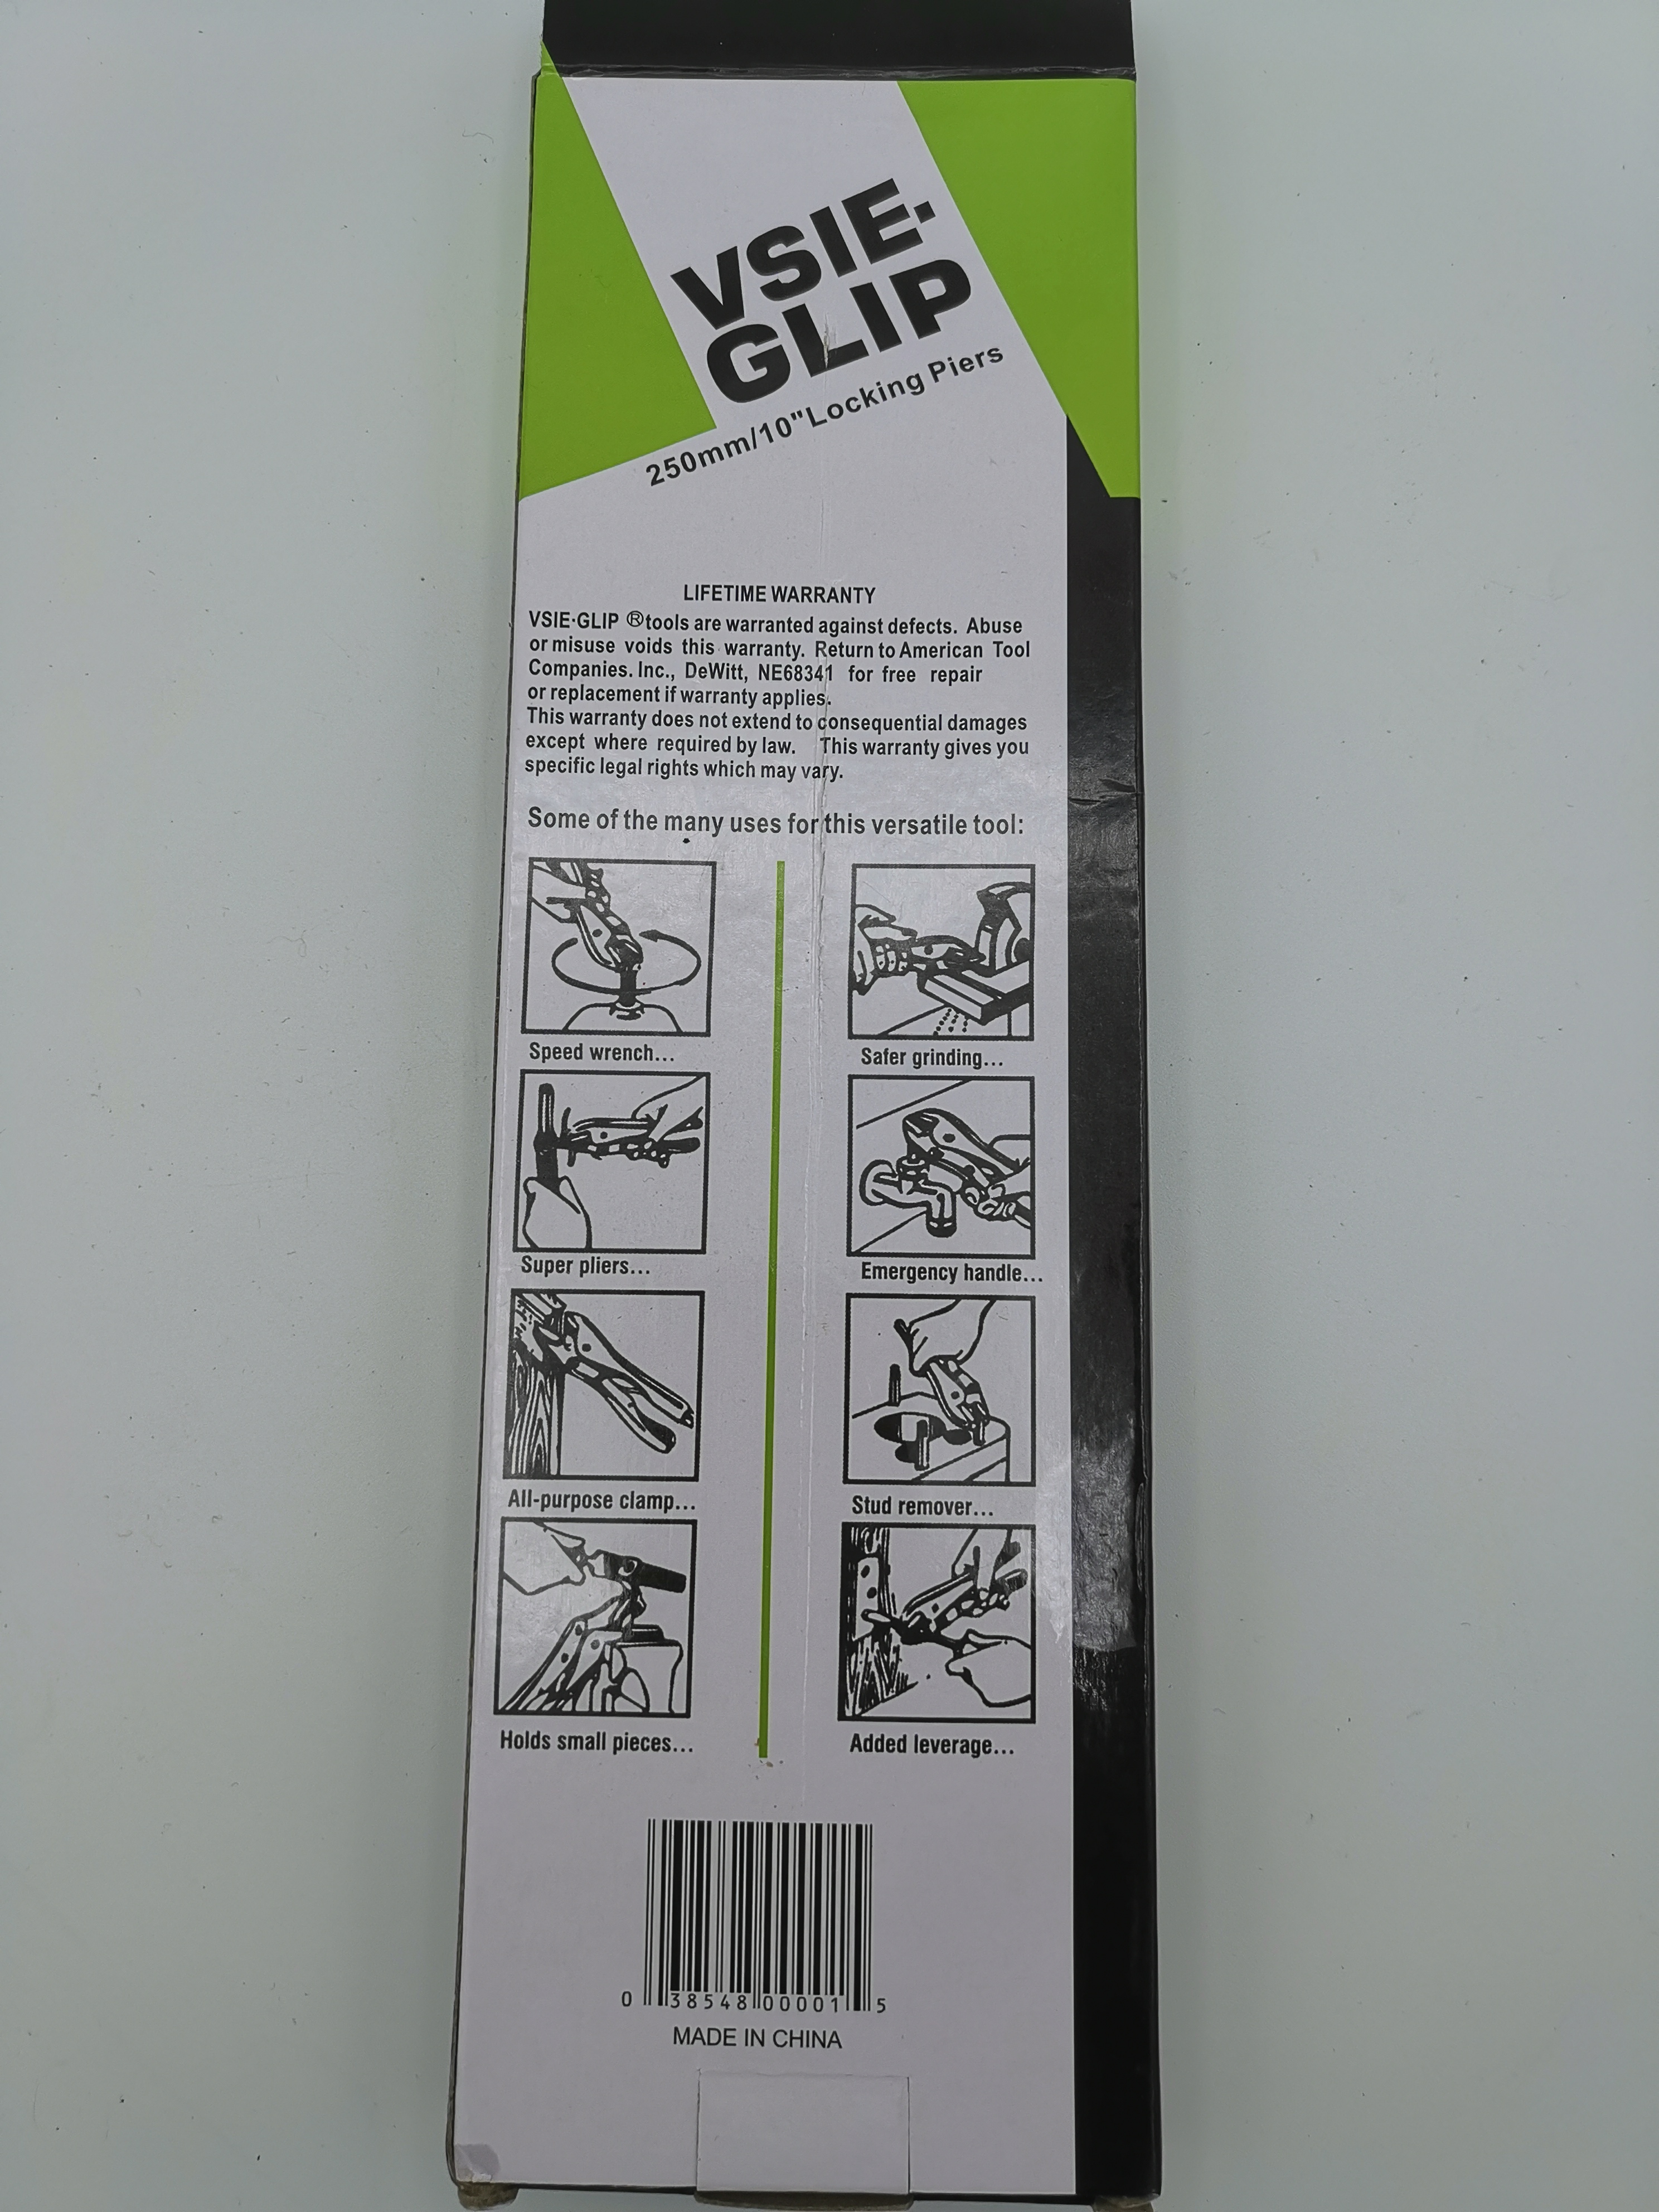 VSIE·
GLIP
250mm/10"Locking Piers
LIFETIME WARRANTY
VSIE·GLIP ®tools are warranted against defects. Abuse
or misuse voids this warranty. Return to American Tool
Companies. Inc., DeWitt, NE68341 for free repair
or replacement if warranty applies.
This warranty does not extend to consequential damages
except where required by law. This warranty gives you
specific legal rights which may vary.
Some of the many uses for this versatile tool:
Speed wrench...
Safer grinding...
Super pliers...
Emergency handle...
All-purpose clamp...
Stud remover...
Holds small pieces...
Added leverage...
0 38548 00001 5
MADE IN CHINA